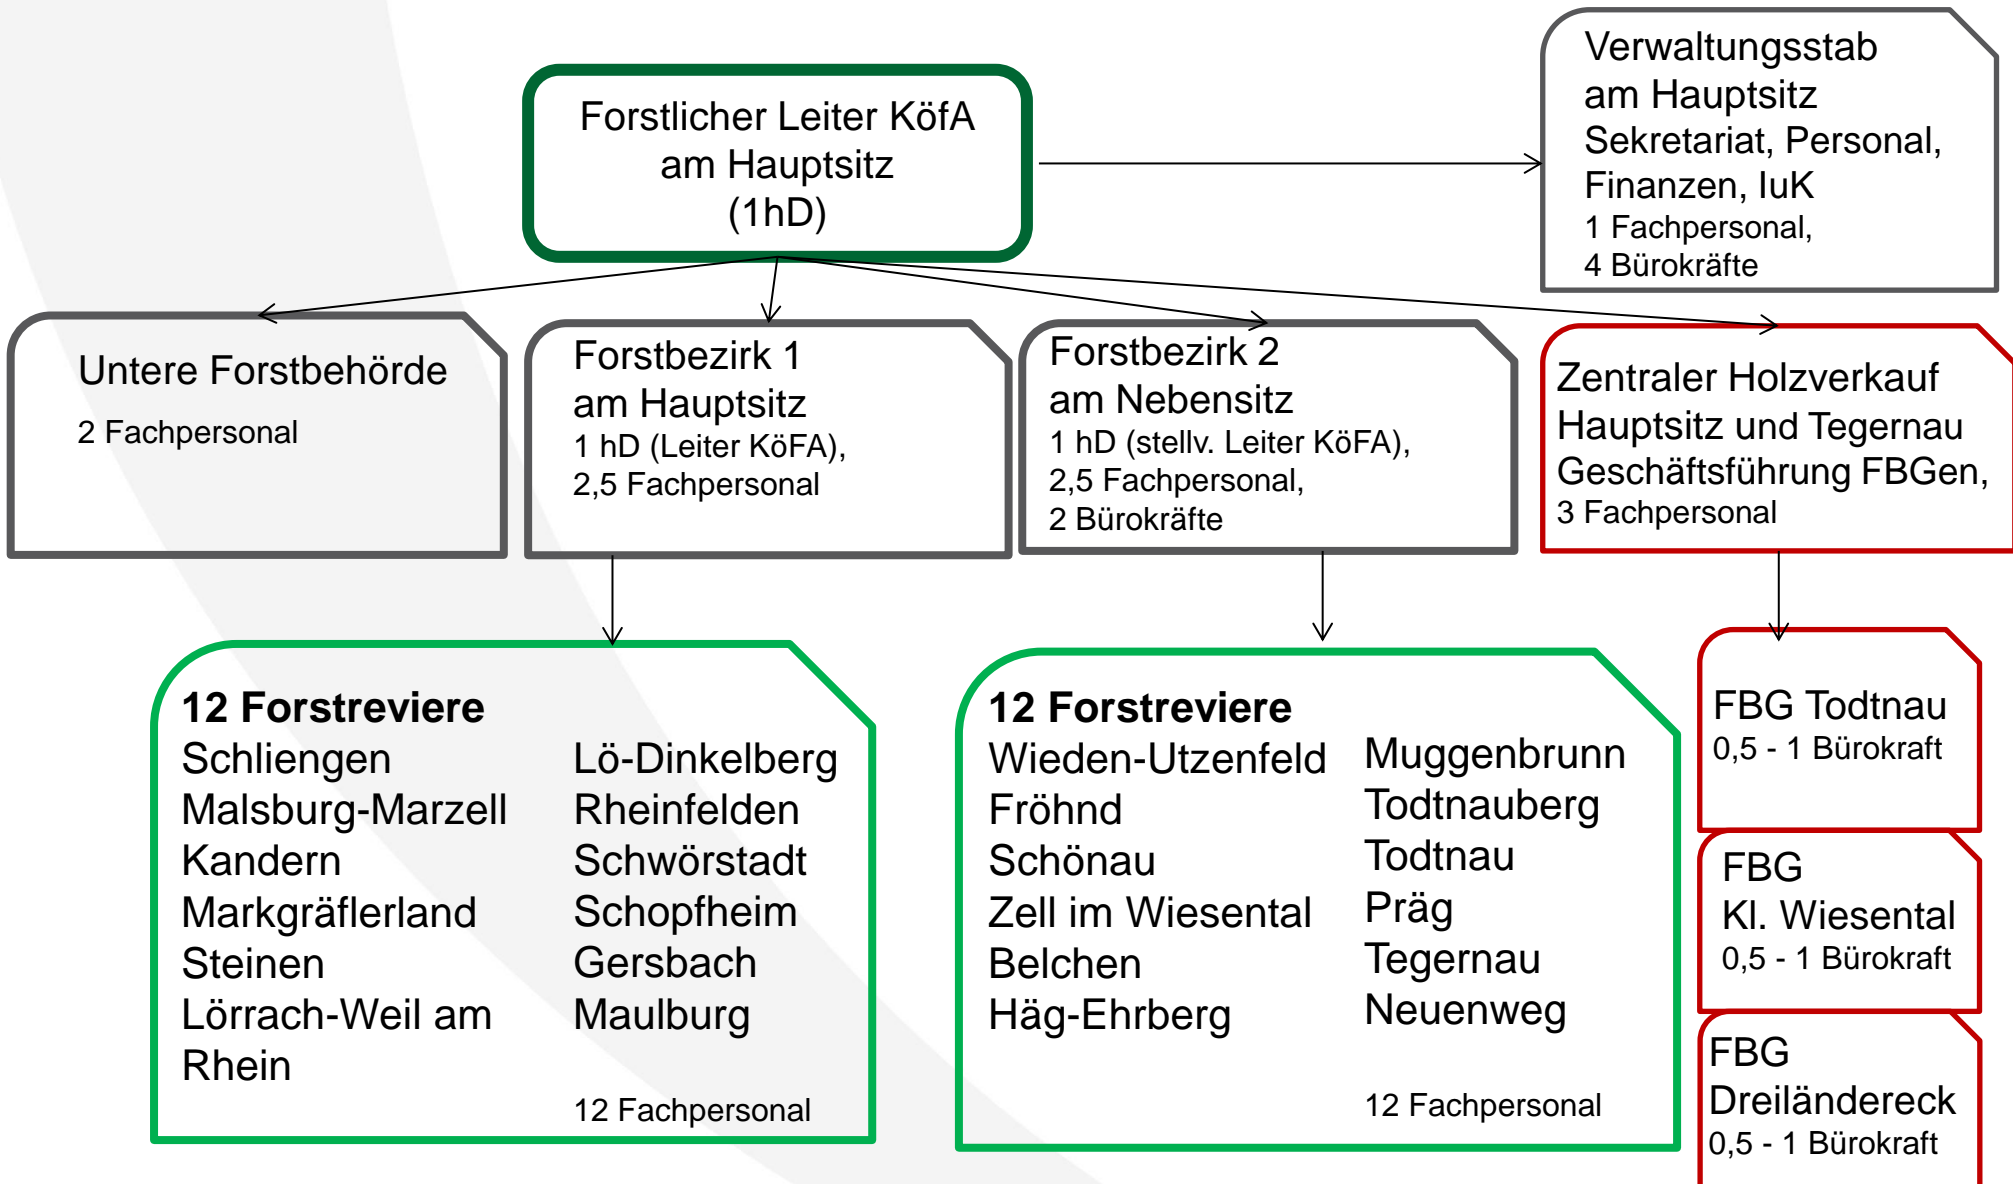 Forstlicher Leiter KöfA
am Hauptsitz
(1hD)
Verwaltungsstab
am Hauptsitz
Sekretariat, Personal,
Finanzen, IuK
1 Fachpersonal,
4 Bürokräfte
Untere Forstbehörde
2 Fachpersonal
Forstbezirk 1
am Hauptsitz
1 hD (Leiter KöFA),
2,5 Fachpersonal
Forstbezirk 2
am Nebensitz
1 hD (stellv. Leiter KöFA),
2,5 Fachpersonal,
2 Bürokräfte
Zentraler Holzverkauf
Hauptsitz und Tegernau
Geschäftsführung FBGen,
3 Fachpersonal
12 Forstreviere
Schliengen
Malsburg-Marzell
Kandern
Markgräflerland
Steinen
Lörrach-Weil am
Rhein
Lö-Dinkelberg
Rheinfelden
Schwörstadt
Schopfheim
Gersbach
Maulburg
12 Fachpersonal
12 Forstreviere
Wieden-Utzenfeld
Fröhnd
Schönau
Zell im Wiesental
Belchen
Häg-Ehrberg
Muggenbrunn
Todtnauberg
Todtnau
Präg
Tegernau
Neuenweg
12 Fachpersonal
FBG Todtnau
0,5 - 1 Bürokraft
FBG
Kl. Wiesental
0,5 - 1 Bürokraft
FBG
Dreiländereck
0,5 - 1 Bürokraft